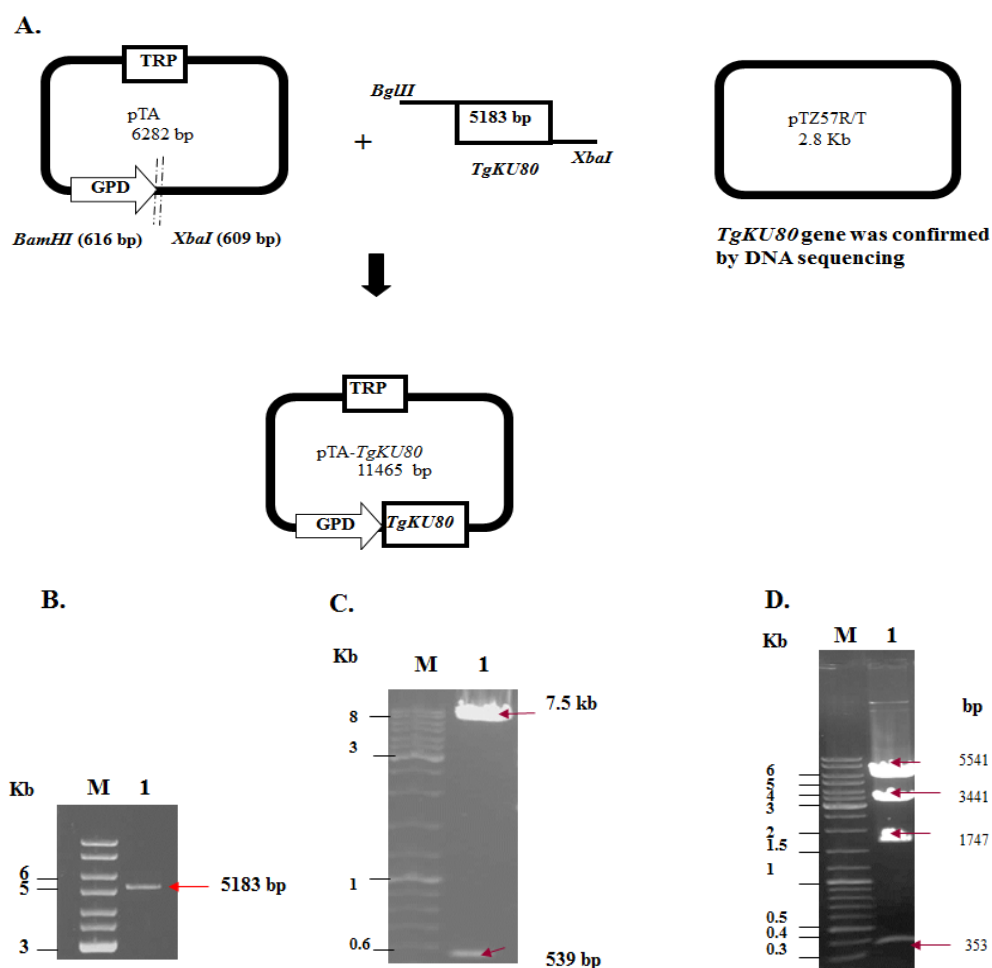 A.
TRP
pTA
6282 bp
GPD
BamHI (616 bp) XbaI (609 bp)
+
BglII
5183 bp
XbaI
TgKU80
pTZ57R/T
2.8 Kb
TgKU80 gene was confirmed
by DNA sequencing
TRP
pTA-TgKU80
11465 bp
GPD
TgKU80
B.
Kb
M 1
6
5
3
5183 bp
C.
Kb
M 1
8
3
1
0.6
7.5 kb
539 bp
D.
Kb
M 1
bp
6
5
4
3
2
1.5
1
0.5
0.4
0.3
5541
3441
1747
353